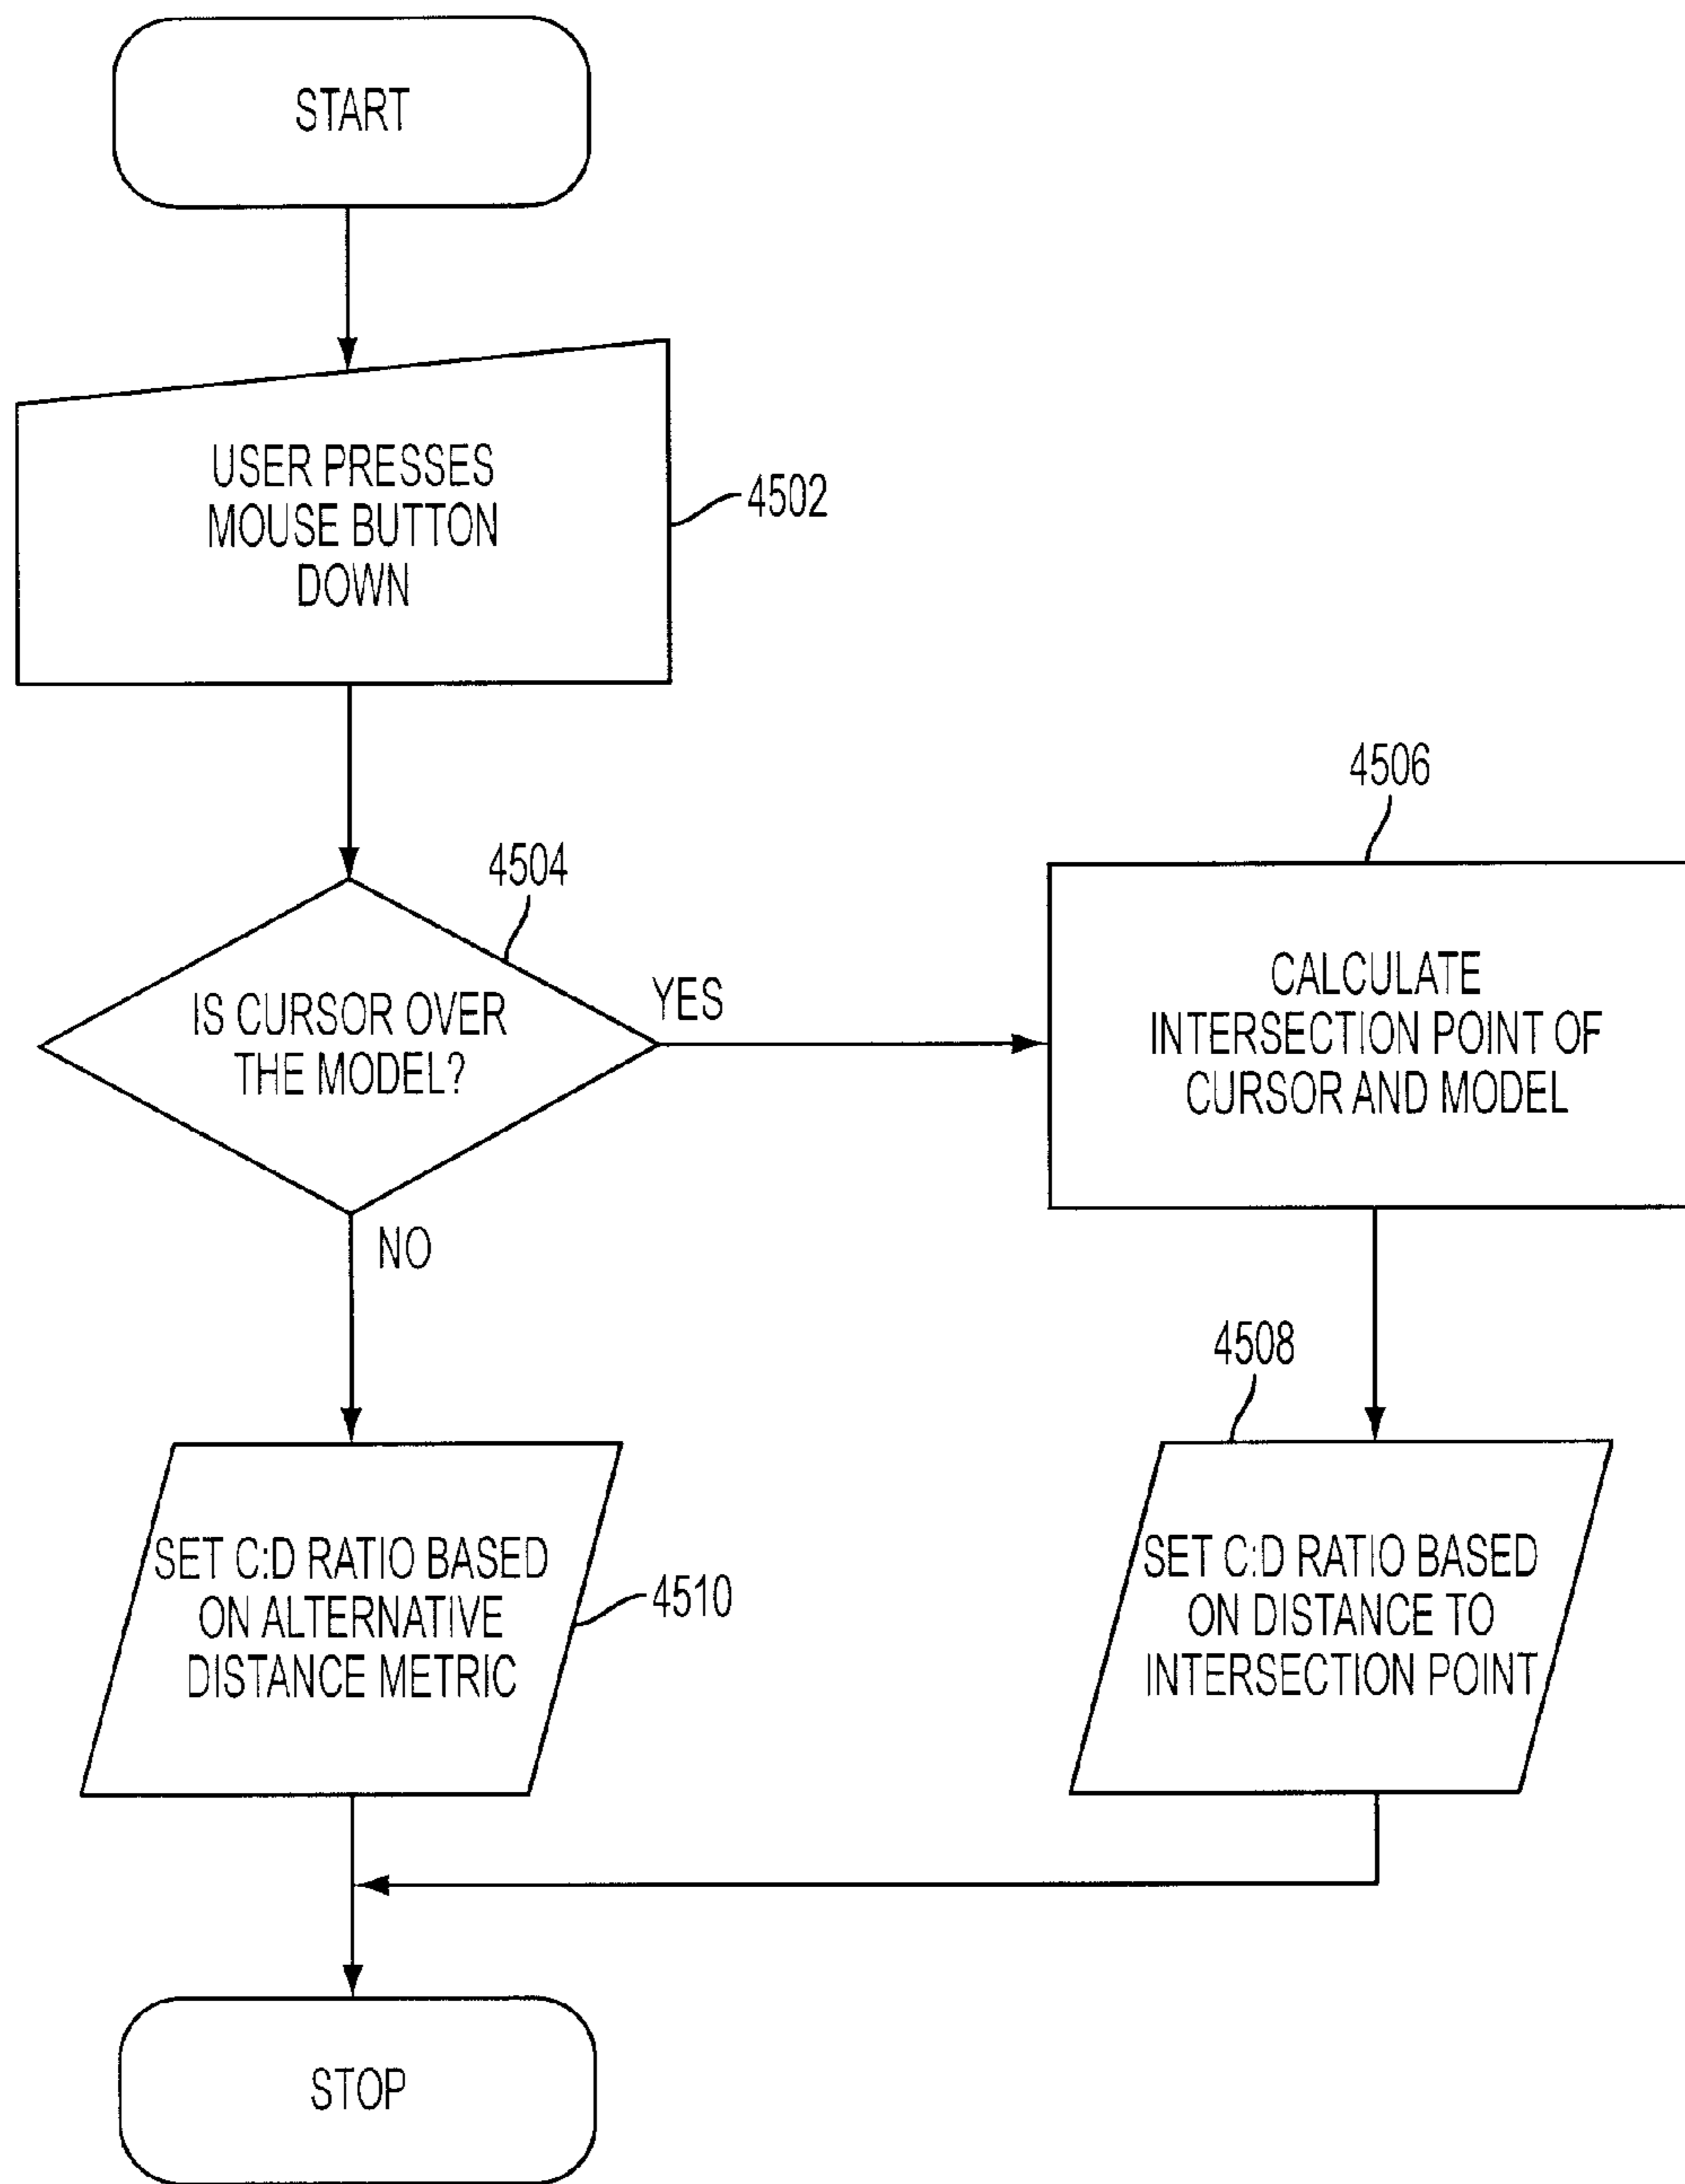 START
USER PRESSES
MOUSE BUTTON
DOWN
4502
4504
IS CURSOR OVER
THE MODEL?
YES
NO
4506
CALCULATE
INTERSECTION POINT OF
CURSOR AND MODEL
4508
SET C:D RATIO BASED
ON DISTANCE TO
INTERSECTION POINT
SET C:D RATIO BASED
ON ALTERNATIVE
DISTANCE METRIC
4510
STOP